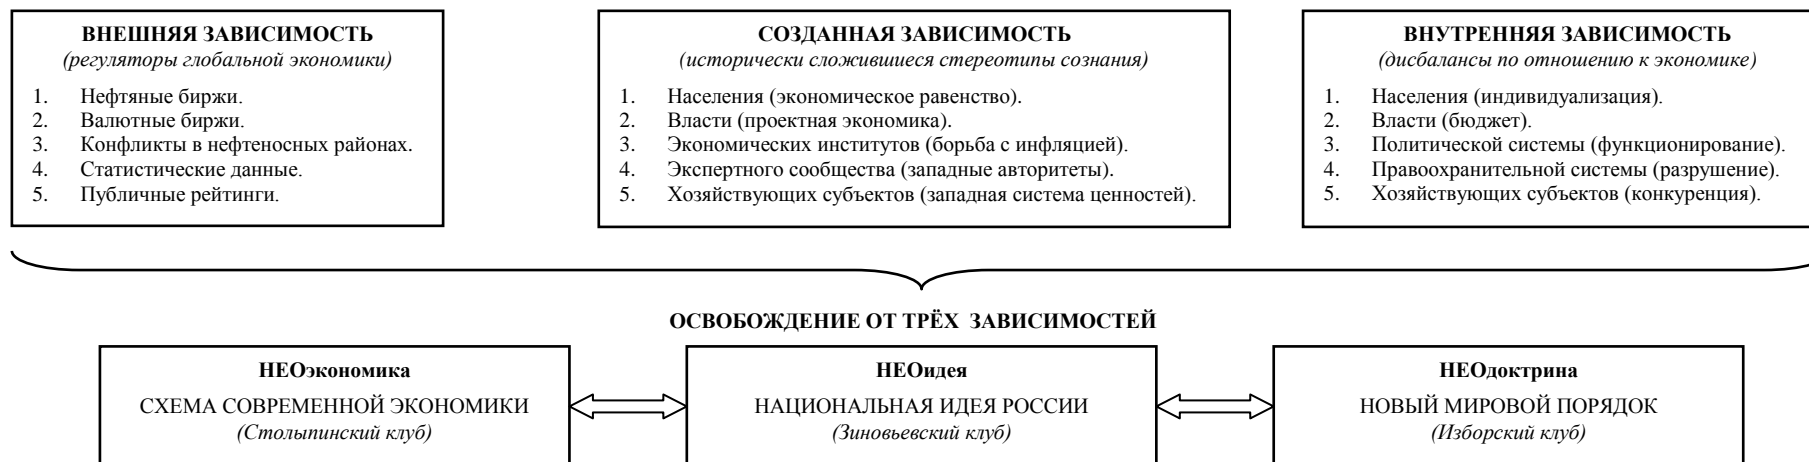 ВНЕШНЯЯ ЗАВИСИМОСТЬ
(регуляторы глобальной экономики)
1. Нефтяные биржи.
2. Валютные биржи.
3. Конфликты в нефтеносных районах.
4. Статистические данные.
5. Публичные рейтинги.
СОЗДАННАЯ ЗАВИСИМОСТЬ
(исторически сложившиеся стереотипы сознания)
1. Населения (экономическое равенство).
2. Власти (проектная экономика).
3. Экономических институтов (борьба с инфляцией).
4. Экспертного сообщества (западные авторитеты).
5. Хозяйствующих субъектов (западная система ценностей).
ВНУТРЕННЯЯ ЗАВИСИМОСТЬ
(дисбалансы по отношению к экономике)
1. Населения (индивидуализация).
2. Власти (бюджет).
3. Политической системы (функционирование).
4. Правоохранительной системы (разрушение).
5. Хозяйствующих субъектов (конкуренция).
ОСВОБОЖДЕНИЕ ОТ ТРЁХ ЗАВИСИМОСТЕЙ
НЕОэкономика
СХЕМА СОВРЕМЕННОЙ ЭКОНОМИКИ
(Столыпинский клуб)
НЕОидея
НАЦИОНАЛЬНАЯ ИДЕЯ РОССИИ
(Зиновьевский клуб)
НЕОдоктрина
НОВЫЙ МИРОВОЙ ПОРЯДОК
(Изборский клуб)